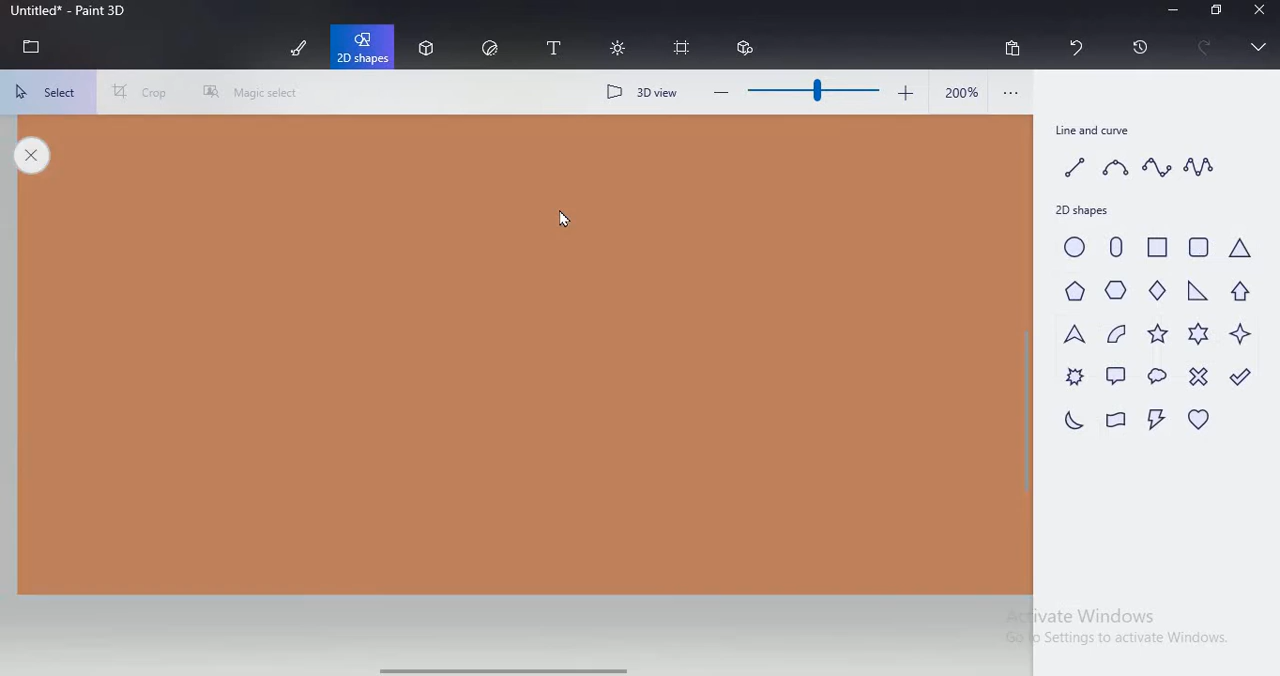 Untitled* - Paint 3D
2D shapes
Select
Crop
Magic select
3D view
200%
Line and curve
2D shapes
Activate Windows
Go to Settings to activate Windows.